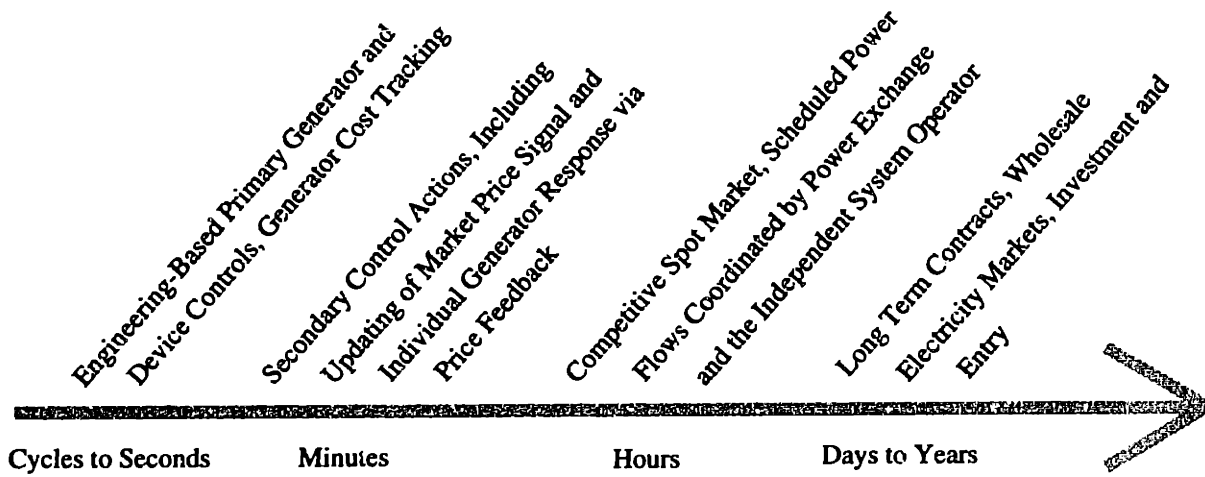 Engineering-Based Primary Generator and
Device Controls, Generator Cost Tracking
Secondary Control Actions, Including
Updating of Market Price Signal and
Individual Generator Response via
Price Feedback
Competitive Spot Market, Scheduled Power
Flows Coordinated by Power Exchange
and the Independent System Operator
Long Term Contracts, Wholesale
Electricity Markets, Investment and
Entry
Cycles to Seconds
Minutes
Hours
Days to Years